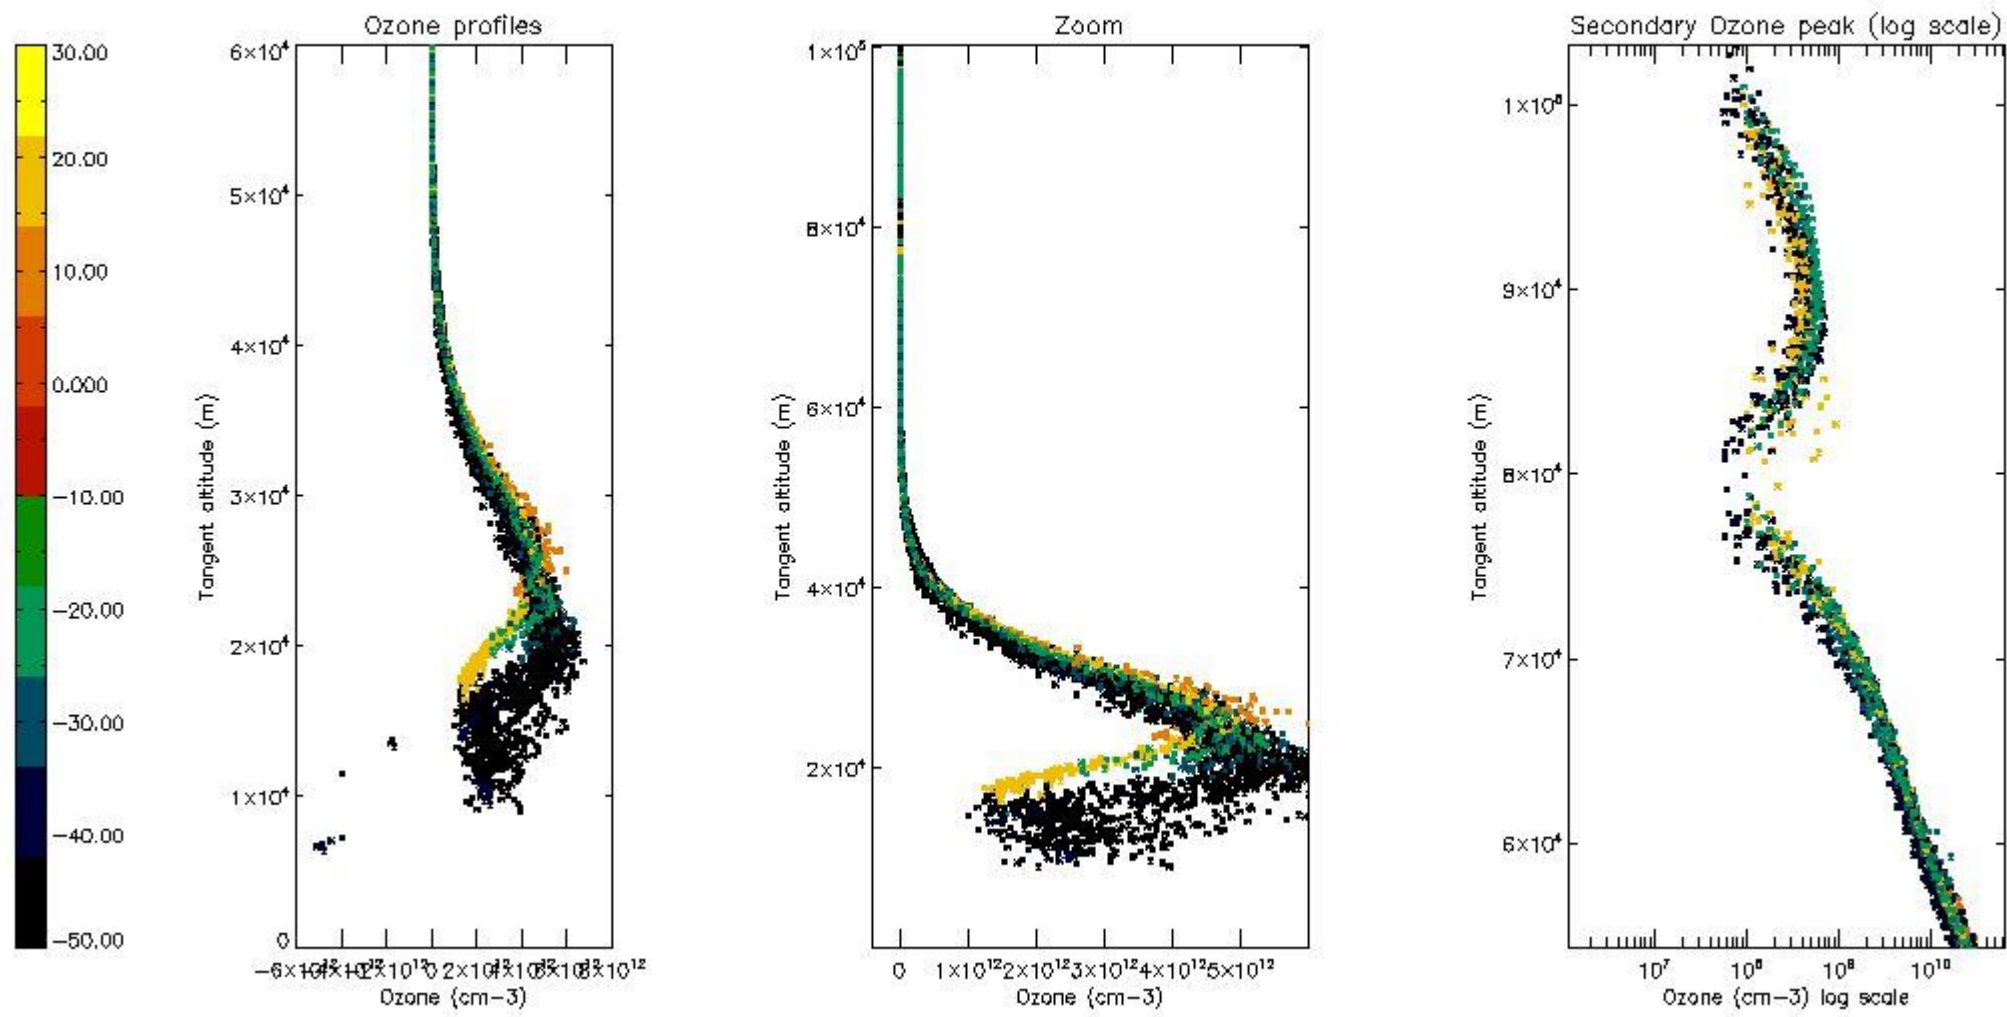 Ozone profiles
Zoom
Secondary Ozone peak (log scale)
30.00
20.00
10.00
0.000
−10.00
−20.00
−30.00
−40.00
−50.00
6×10⁴
5×10⁴
4×10⁴
3×10⁴
2×10⁴
1×10⁴
0
Tangent altitude (m)
0
Ozone (cm−3)
1×10⁵
8×10⁴
6×10⁴
4×10⁴
2×10⁴
Tangent altitude (m)
0 1×10¹² 2×10¹² 3×10¹² 4×10¹² 5×10¹²
Ozone (cm−3)
9×10⁴
8×10⁴
7×10⁴
6×10⁴
Tangent altitude (m)
10⁷ 10⁸ 10⁹ 10¹⁰
Ozone (cm−3) log scale